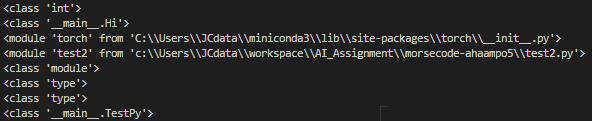 <class 'int'>
<class '__main__.Hi'>
<module 'torch' from 'C:\\Users\\JCdata\\miniconda3\\lib\\site-packages\\torch\\__init__.py'>
<module 'test2' from 'c:\\Users\\JCdata\\workspace\\AI_Assignment\\morsecode-ahaampo5\\test2.py'>
<class 'module'>
<class 'type'>
<class 'type'>
<class '__main__.TestPy'>